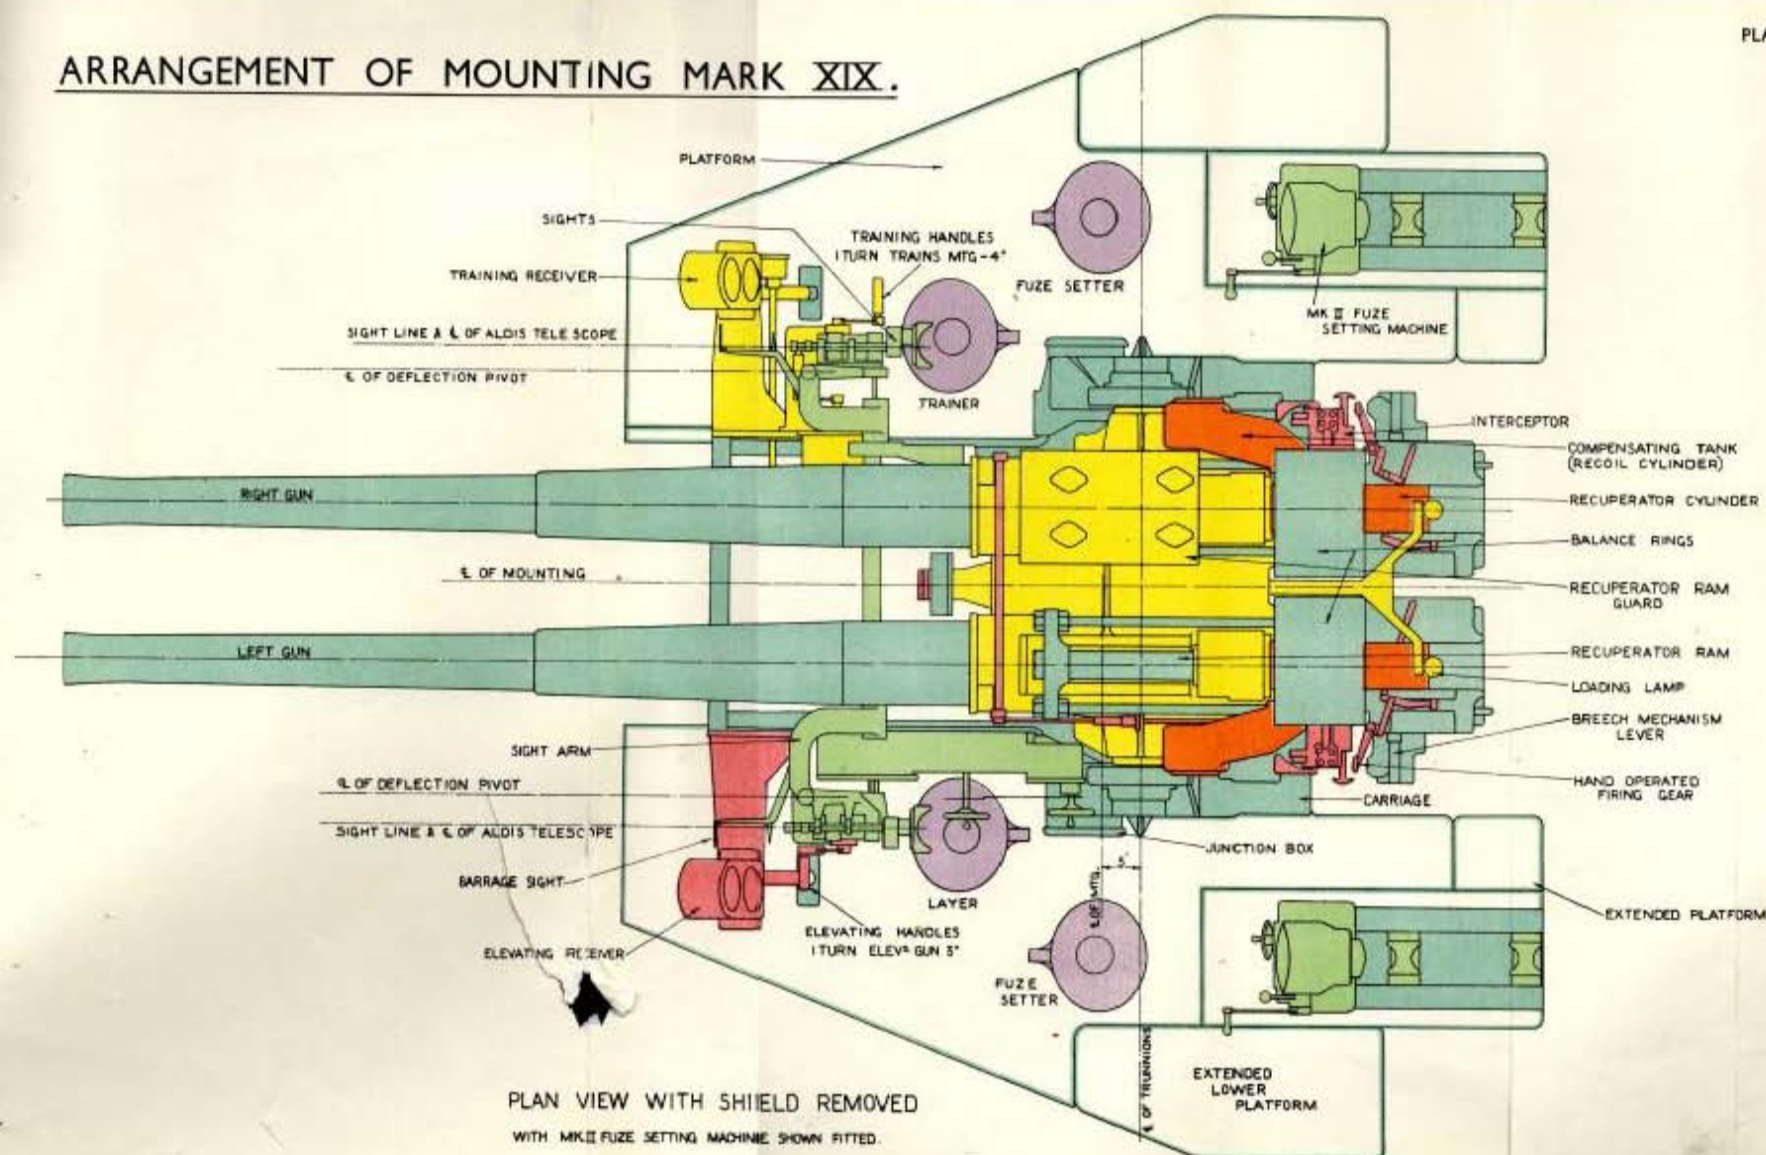 PLA
ARRANGEMENT OF MOUNTING MARK XIX.
PLATFORM
SIGHTS
TRAINING HANDLES
1 TURN TRAINS MTG-4°
TRAINING RECEIVER
FUZE SETTER
MK II FUZE
SETTING MACHINE
SIGHT LINE & ℄ OF ALDIS TELESCOPE
℄ OF DEFLECTION PIVOT
TRAINER
INTERCEPTOR
COMPENSATING TANK
(RECOIL CYLINDER)
RIGHT GUN
RECUPERATOR CYLINDER
BALANCE RINGS
℄ OF MOUNTING
RECUPERATOR RAM
GUARD
LEFT GUN
RECUPERATOR RAM
LOADING LAMP
BREECH MECHANISM
LEVER
SIGHT ARM
HAND OPERATED
FIRING GEAR
℄ OF DEFLECTION PIVOT
CARRIAGE
SIGHT LINE & ℄ OF ALDIS TELESCOPE
JUNCTION BOX
5"
BARRAGE SIGHT
LAYER
℄ OF MTG.
EXTENDED PLATFORM
ELEVATING HANDLES
1 TURN ELEVS GUN 3°
ELEVATING RECEIVER
FUZE
SETTER
℄ OF TRUNNIONS
EXTENDED
LOWER
PLATFORM
PLAN VIEW WITH SHIELD REMOVED
WITH MK.II FUZE SETTING MACHINE SHOWN FITTED.